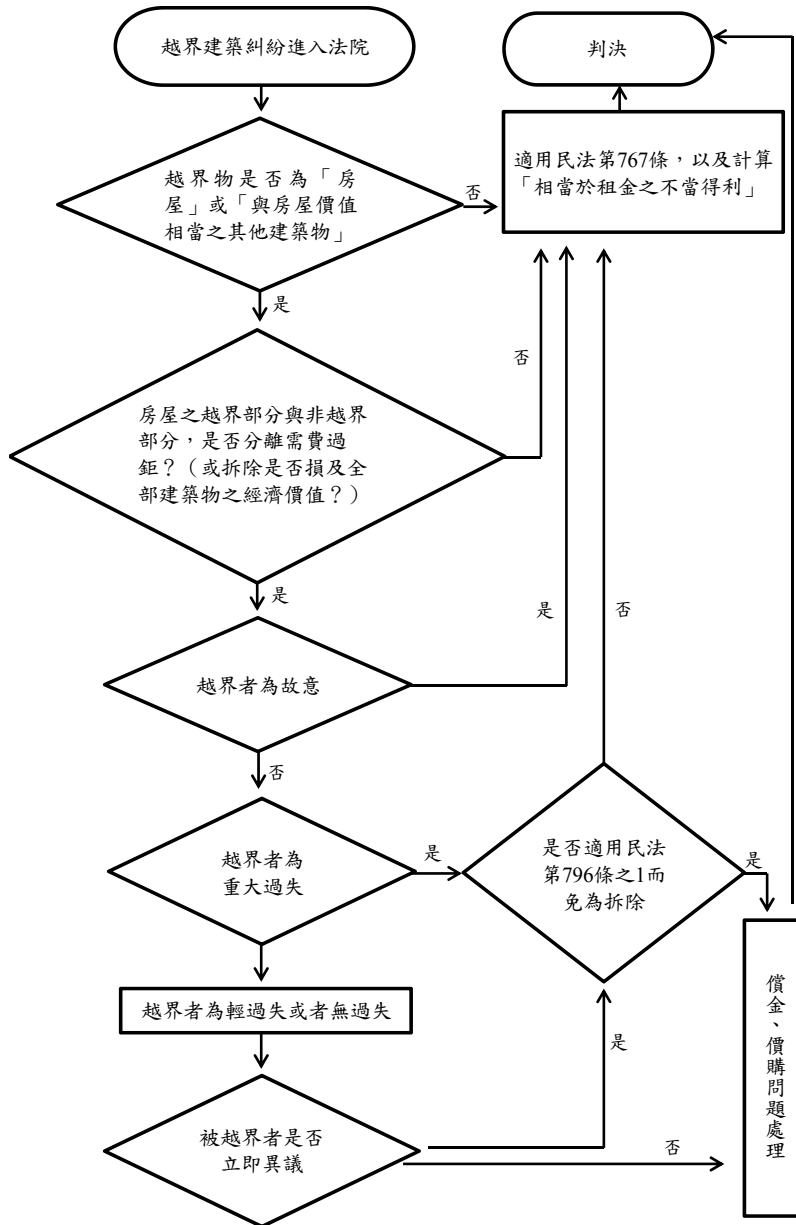 越界建築糾紛進入法院
判決
越界物是否為「房
屋」或「與房屋價值
相當之其他建築物」
否
適用民法第767條，以及計算
「相當於租金之不當得利」
是
房屋之越界部分與非越界
部分，是否分離需費過
鉅？（或拆除是否損及全
部建築物之經濟價值？）
否
是
越界者為故意
是
否
否
越界者為
重大過失
是
是否適用民法
第796條之1而
免為拆除
是
越界者為輕過失或者無過失
是
被越界者是否
立即異議
否
償金、價購問題處理